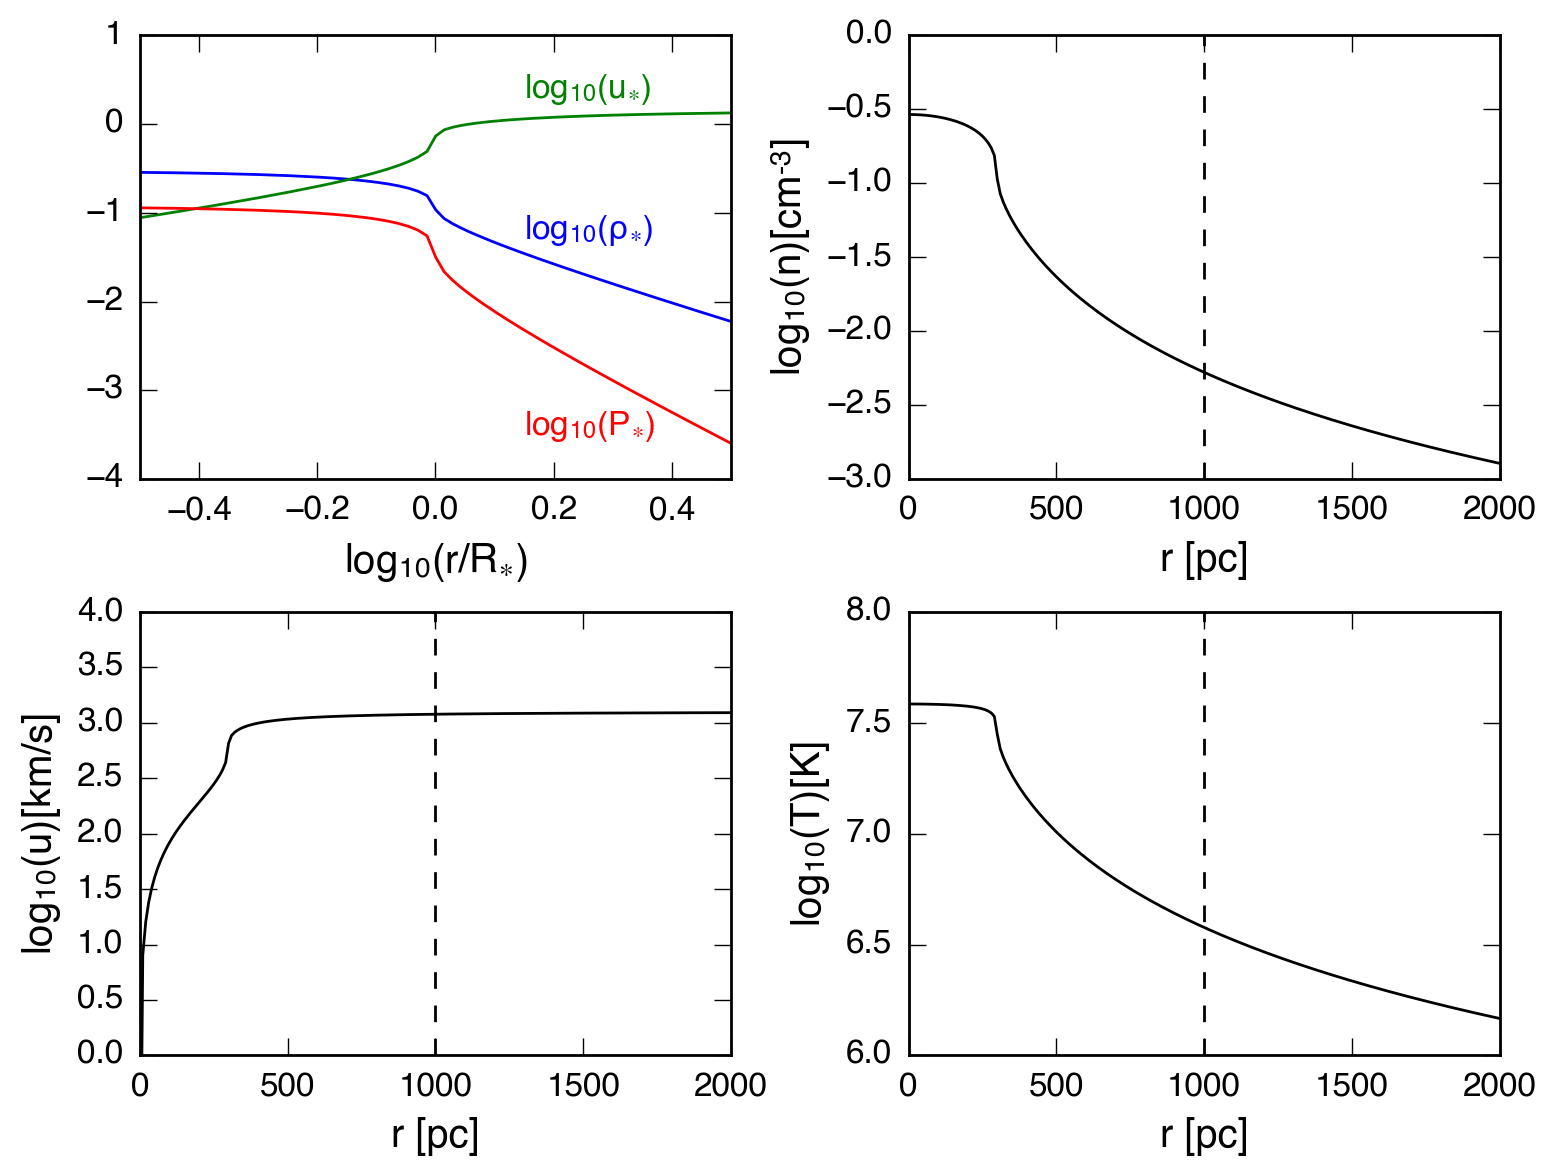 1
0
−1
−2
−3
−4
log₁₀(u∗)
log₁₀(ρ∗)
log₁₀(P∗)
−0.4 −0.2 0.0 0.2 0.4
log₁₀(r/R∗)
0.0
−0.5
−1.0
−1.5
−2.0
−2.5
−3.0
log₁₀(n)[cm⁻³]
0 500 1000 1500 2000
r [pc]
4.0
3.5
3.0
2.5
2.0
1.5
1.0
0.5
0.0
log₁₀(u)[km/s]
0 500 1000 1500 2000
r [pc]
8.0
7.5
7.0
6.5
6.0
log₁₀(T)[K]
0 500 1000 1500 2000
r [pc]